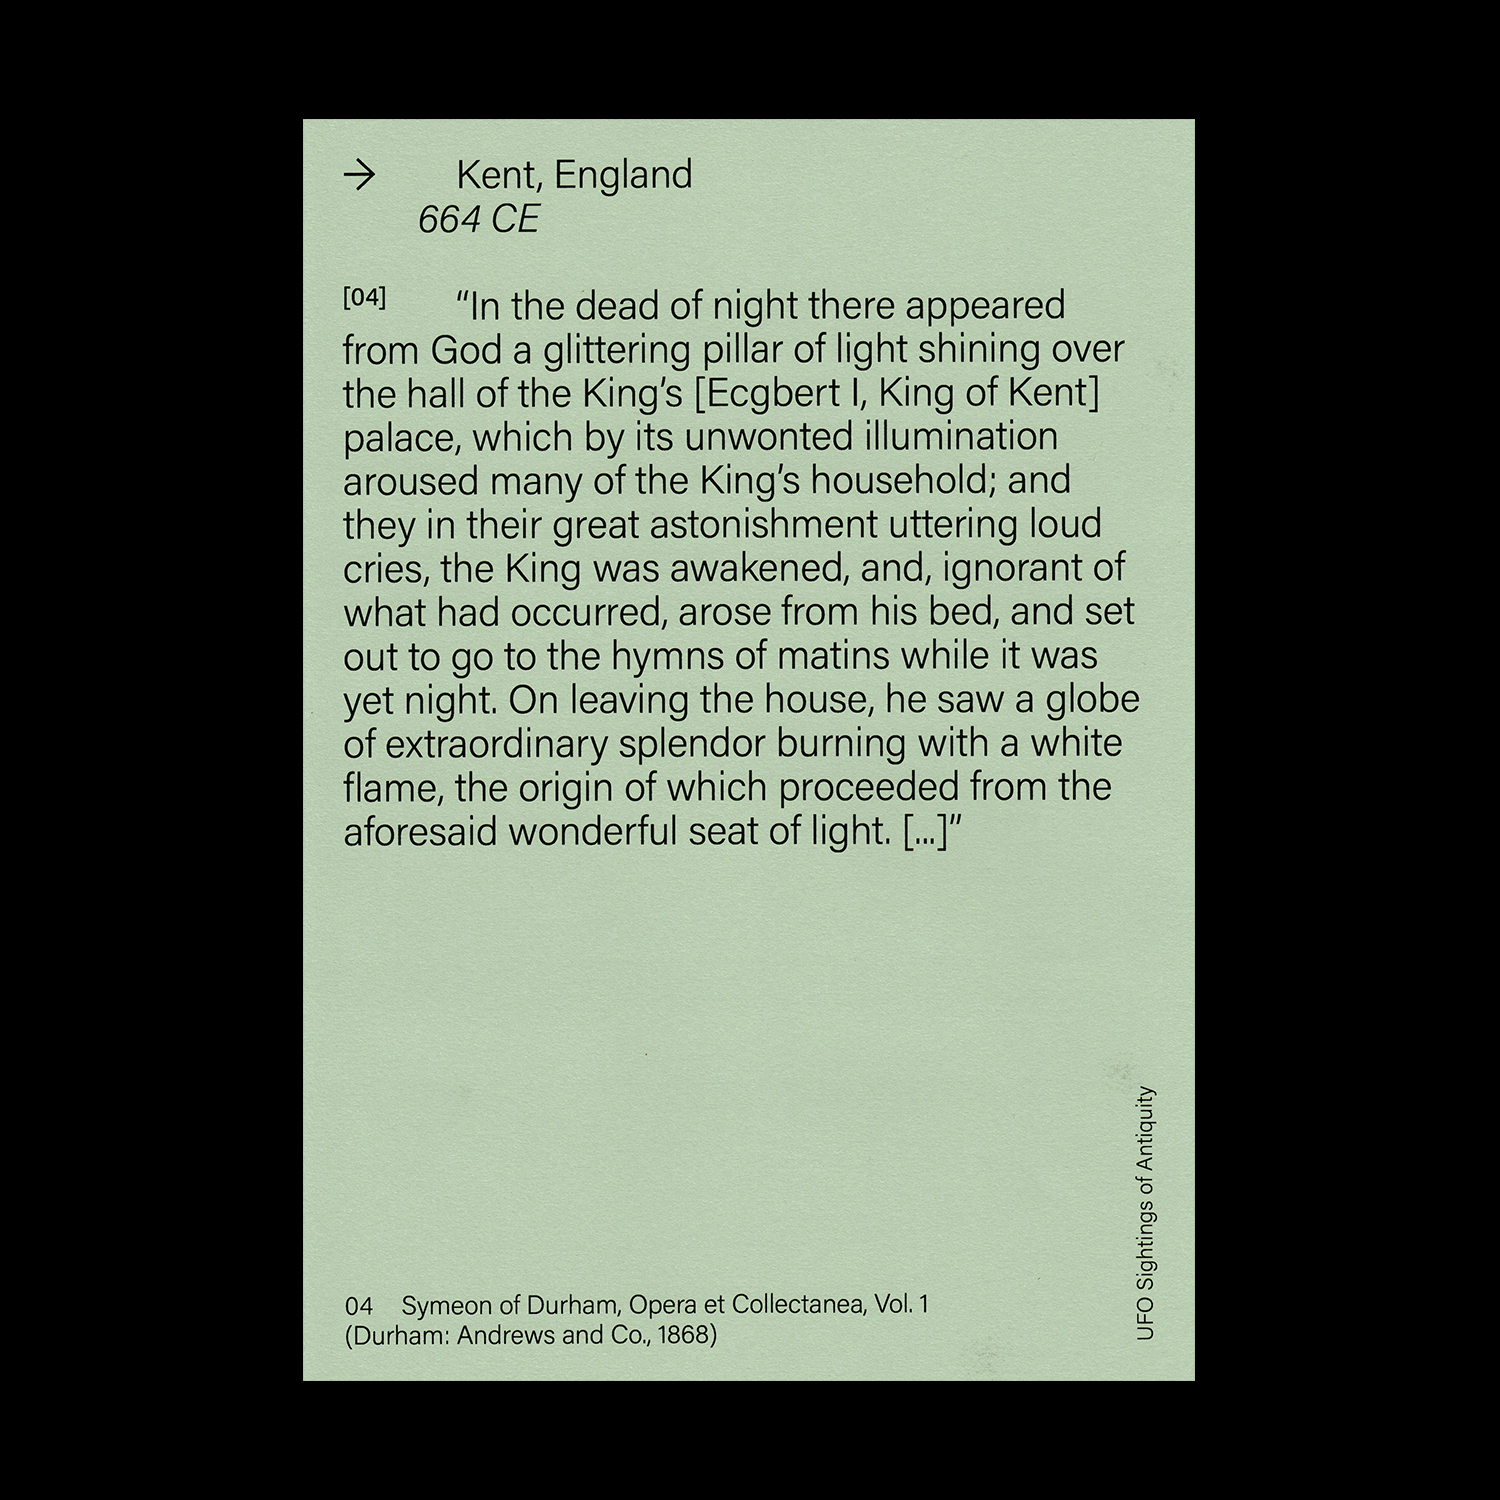 → Kent, England
664 CE
[04] “In the dead of night there appeared
from God a glittering pillar of light shining over
the hall of the King’s [Ecgbert I, King of Kent]
palace, which by its unwonted illumination
aroused many of the King’s household; and
they in their great astonishment uttering loud
cries, the King was awakened, and, ignorant of
what had occurred, arose from his bed, and set
out to go to the hymns of matins while it was
yet night. On leaving the house, he saw a globe
of extraordinary splendor burning with a white
flame, the origin of which proceeded from the
aforesaid wonderful seat of light. [...]”
04 Symeon of Durham, Opera et Collectanea, Vol. 1
(Durham: Andrews and Co., 1868)
UFO Sightings of Antiquity